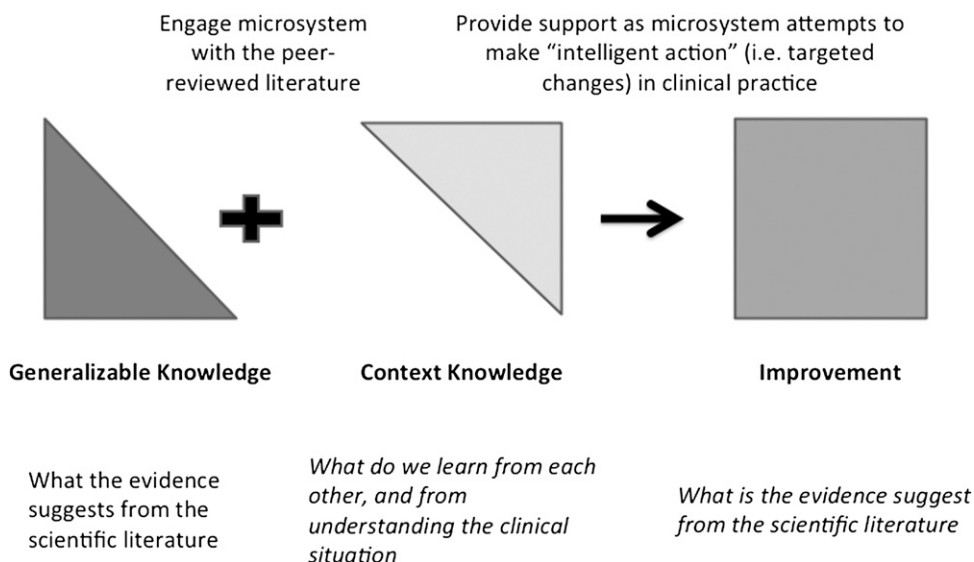 Engage microsystem
with the peer-
reviewed literature
Provide support as microsystem attempts to
make “intelligent action” (i.e. targeted
changes) in clinical practice
Generalizable Knowledge
Context Knowledge
Improvement
What the evidence
suggests from the
scientific literature
What do we learn from each
other, and from
understanding the clinical
situation
What is the evidence suggest
from the scientific literature